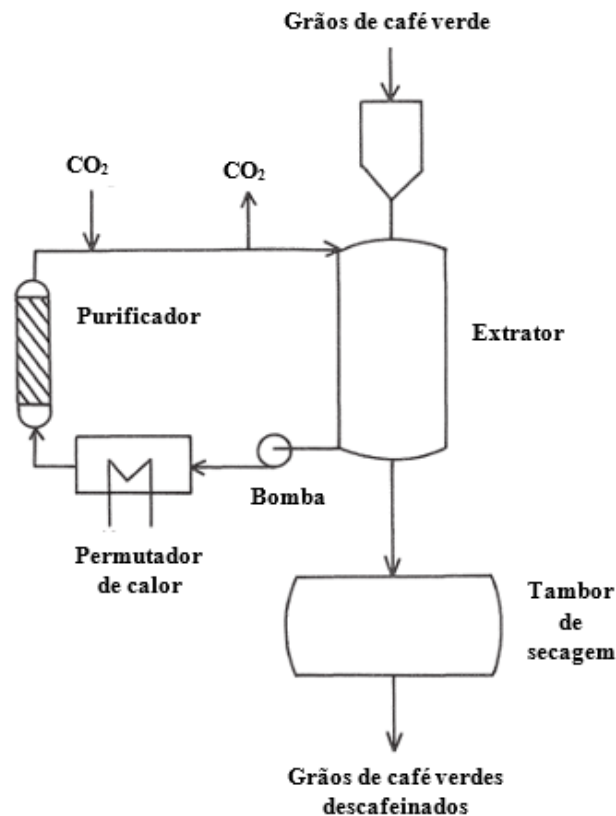 Grãos de café verde
CO₂
CO₂
Purificador
Extrator
Bomba
Permutador
de calor
Tambor
de
secagem
Grãos de café verdes
descafeinados